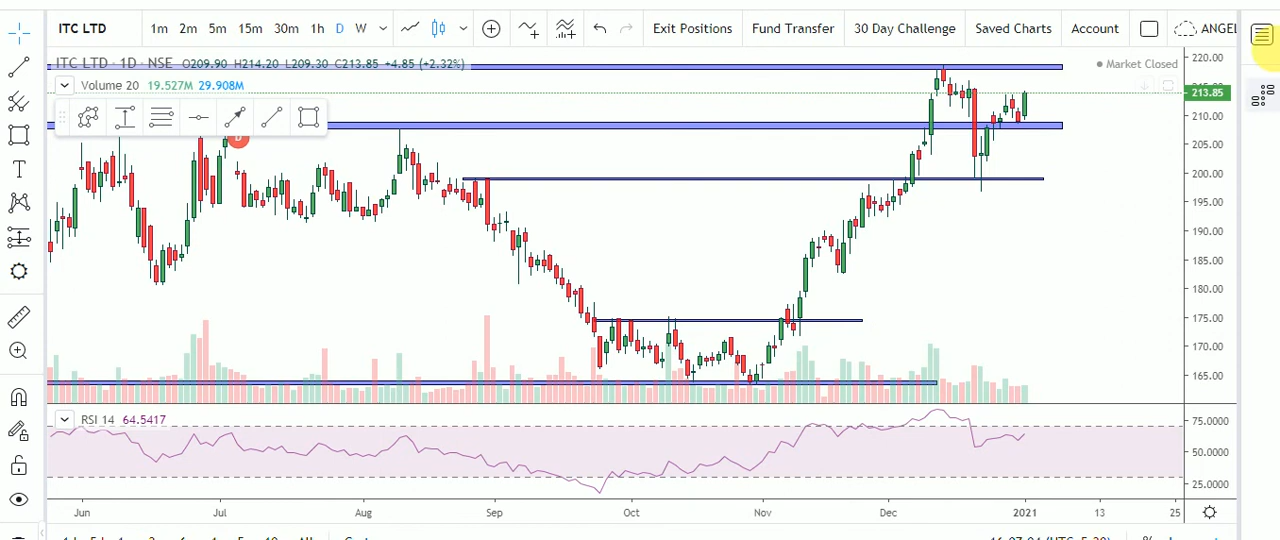 ITC LTD 1m 2m 5m 15m 30m 1h D W Exit Positions Fund Transfer 30 Day Challenge Saved Charts Account ANGEL
ITC LTD · 1D · NSE O209.90 H214.20 L209.30 C213.85 +4.85 (+2.32%)
Market Closed
Volume 20 19.527M 29.908M
220.00
213.85
210.00
205.00
200.00
195.00
190.00
185.00
180.00
175.00
170.00
165.00
RSI 14 64.5417
75.0000
50.0000
25.0000
Jun Jul Aug Sep Oct Nov Dec 2021 13 25